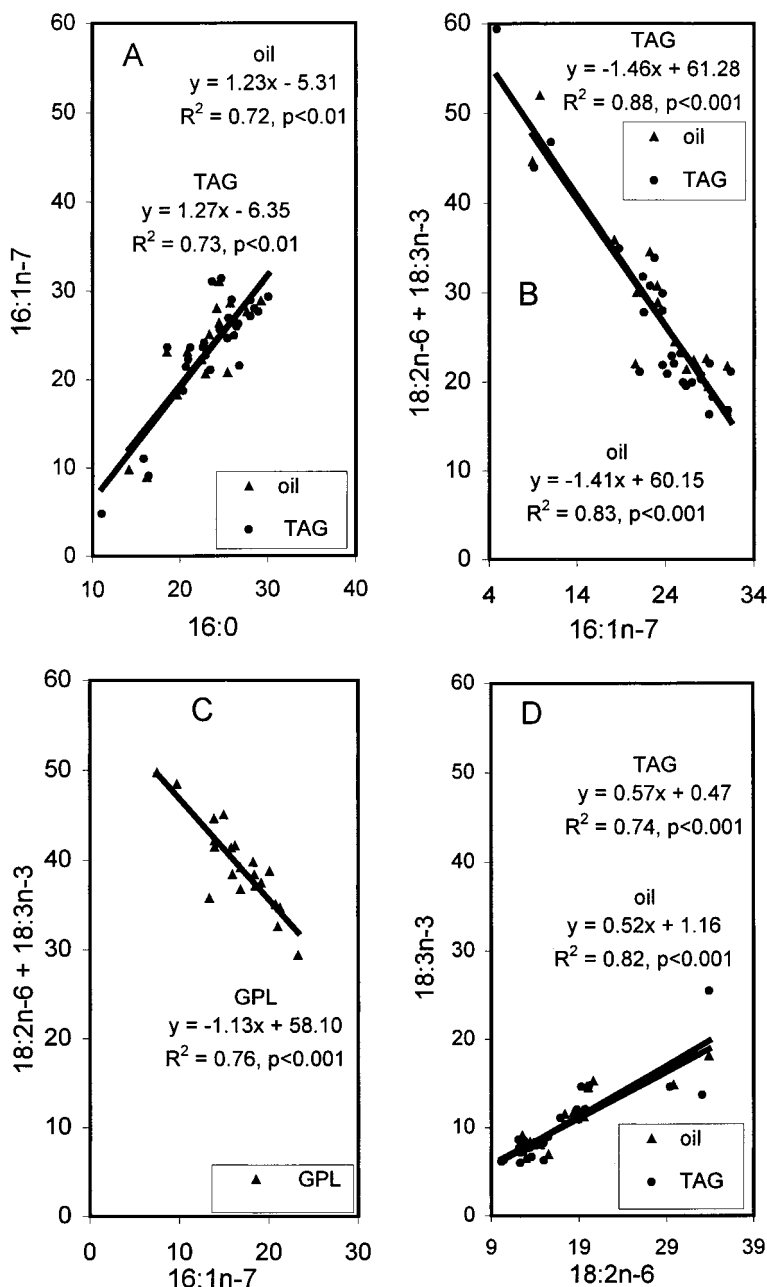 A
oil
y = 1.23x - 5.31
R² = 0.72, p<0.01
TAG
y = 1.27x - 6.35
R² = 0.73, p<0.01
oil
TAG
60
50
40
30
20
10
0
10 20 30 40
16:1n-7
16:0
TAG
y = -1.46x + 61.28
R² = 0.88, p<0.001
oil
TAG
B
oil
y = -1.41x + 60.15
R² = 0.83, p<0.001
60
50
40
30
20
10
0
4 14 24 34
18:2n-6 + 18:3n-3
16:1n-7
C
GPL
y = -1.13x + 58.10
R² = 0.76, p<0.001
GPL
60
50
40
30
20
10
0
0 10 20 30
18:2n-6 + 18:3n-3
16:1n-7
D
TAG
y = 0.57x + 0.47
R² = 0.74, p<0.001
oil
y = 0.52x + 1.16
R² = 0.82, p<0.001
oil
TAG
60
50
40
30
20
10
0
9 19 29 39
18:3n-3
18:2n-6